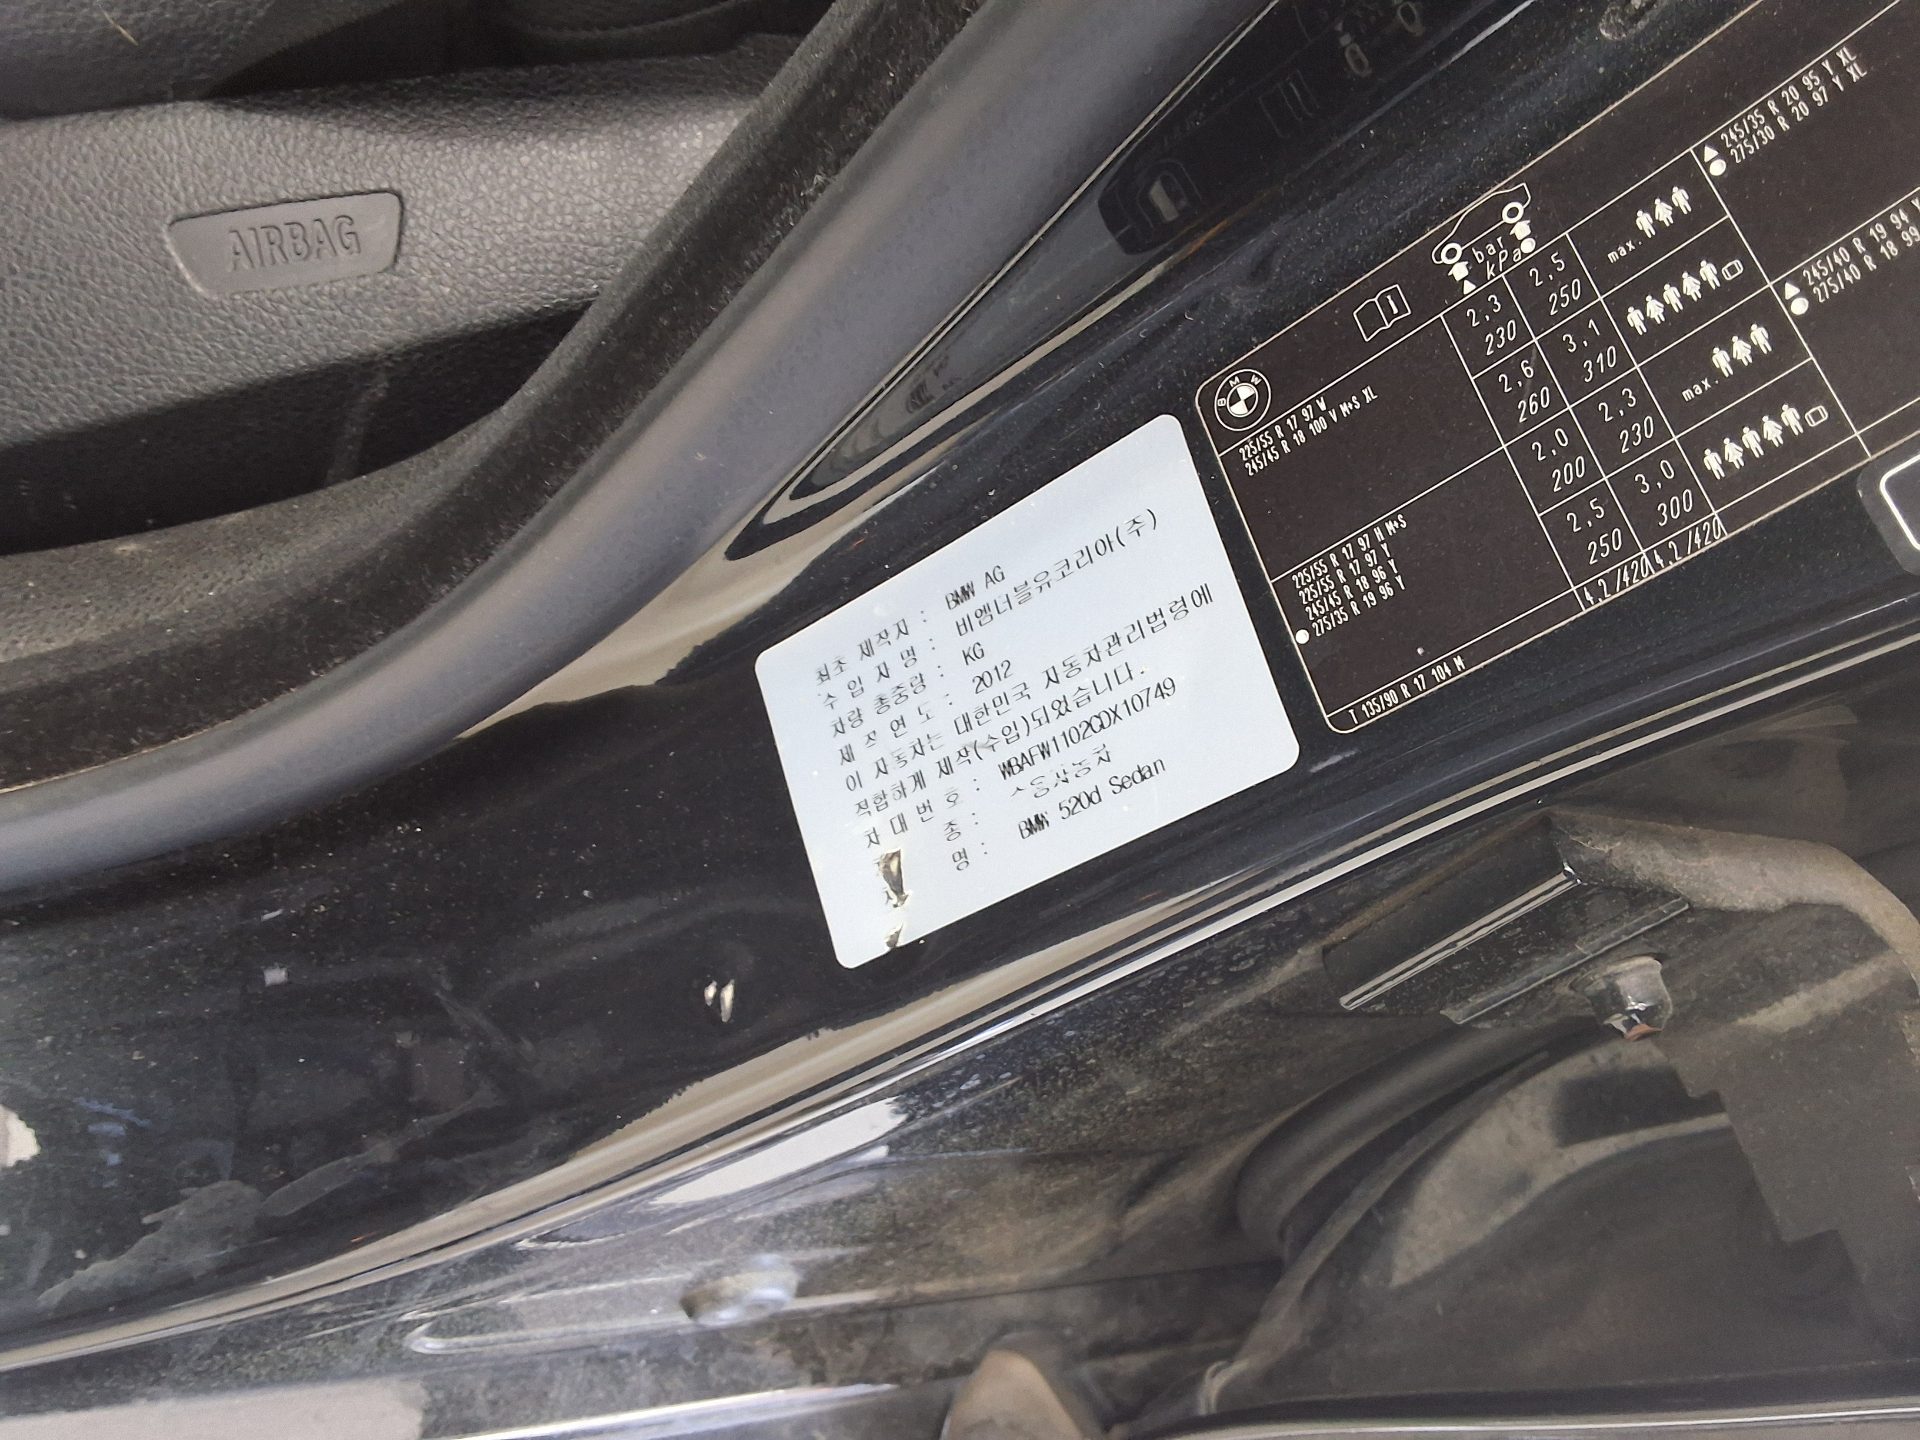 AIRBAG
최초 제작자 : BMW AG
수 입 자 명 : 비엠더블유코리아(주)
차량 총중량 : KG
제 작 연 도 : 2012
이 자동차는 대한민국 자동차관리법령에
적합하게 제작(수입)되었습니다.
차 대 번 호 : WBAFW1102CDX10749
종 : 승용자동차
명 : BMW 520d Sedan
BMW
bar
kPa
225/55 R 17 97 W
245/45 R 18 100 V M+S XL
2,3 2,5
230 250
max.
2,6 3,1
260 310
225/55 R 17 97 H M+S
225/55 R 17 97 Y
245/45 R 18 96 Y
275/35 R 19 96 Y
2,0 2,3
200 230
max.
2,5 3,0
250 300
T 135/90 R 17 104 M
4,2/420 4,2/420
245/35 R 20 95 Y XL
275/30 R 20 97 Y XL
245/40 R 19 94 Y
275/40 R 18 99